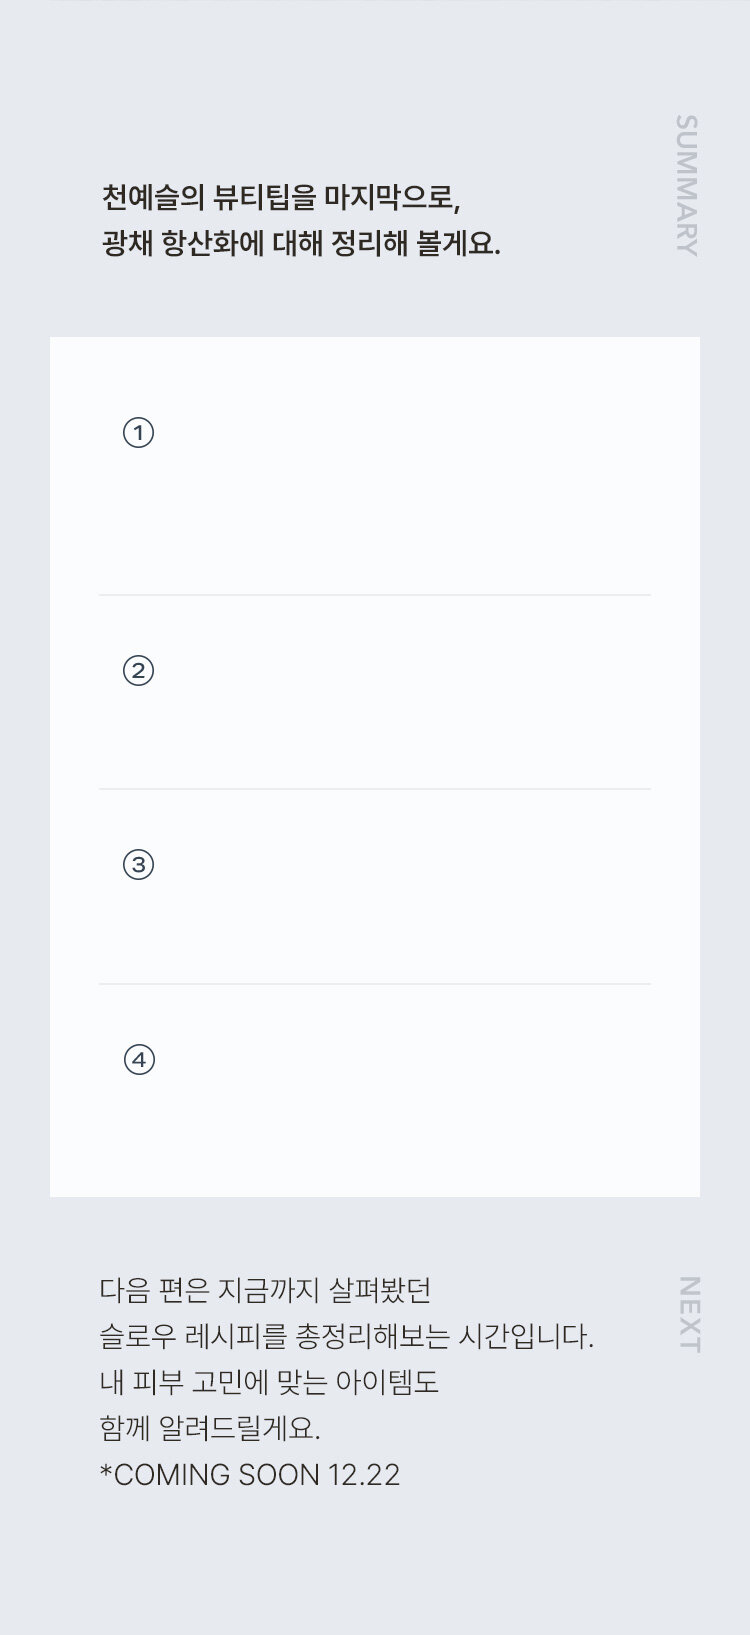 SUMMARY
천예슬의 뷰티팁을 마지막으로,
광채 항산화에 대해 정리해 볼게요.
①
②
③
④
NEXT
다음 편은 지금까지 살펴봤던
슬로우 레시피를 총정리해보는 시간입니다.
내 피부 고민에 맞는 아이템도
함께 알려드릴게요.
*COMING SOON 12.22